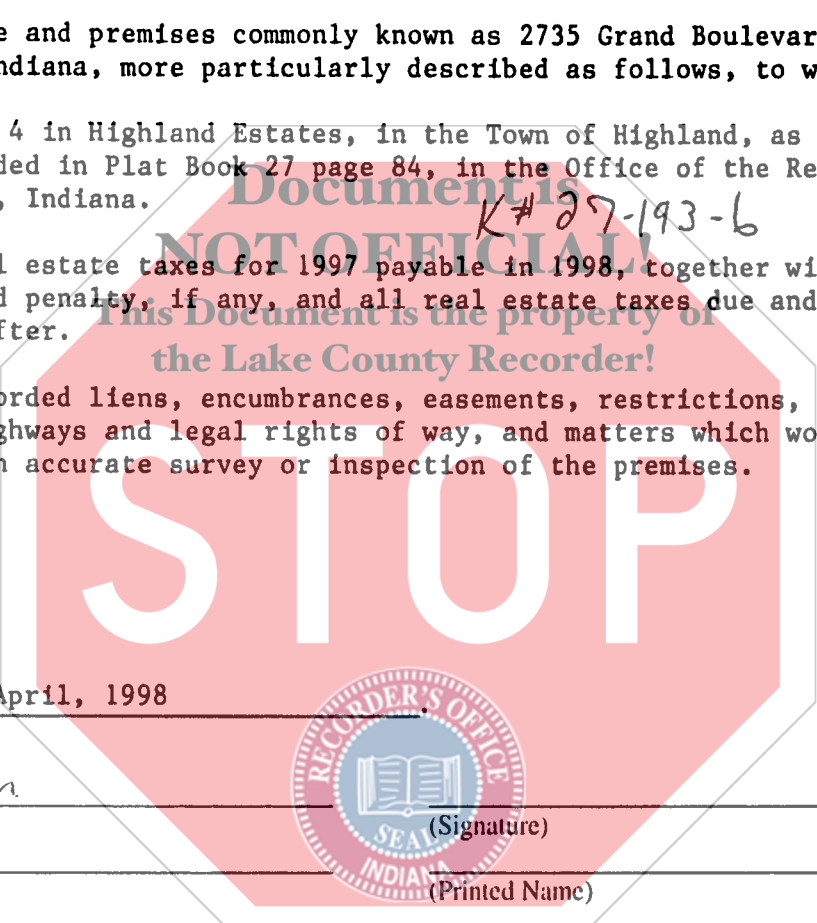 e and premises commonly known as 2735 Grand Boulevar
ndiana, more particularly described as follows, to w
4 in Highland Estates, in the Town of Highland, as
ded in Plat Book 27 page 84, in the Office of the Re
, Indiana.
Document is
K# 27-193-6
NOT OFFICIAL!
l estate taxes for 1997 payable in 1998, together wi
d penalty, if any, and all real estate taxes due and
This Document is the property of
fter.
the Lake County Recorder!
orded liens, encumbrances, easements, restrictions,
ghways and legal rights of way, and matters which wo
n accurate survey or inspection of the premises.
STOP
April, 1998
RECORDER'S OFFICE
SEAL
INDIANA
(Signature)
(Printed Name)